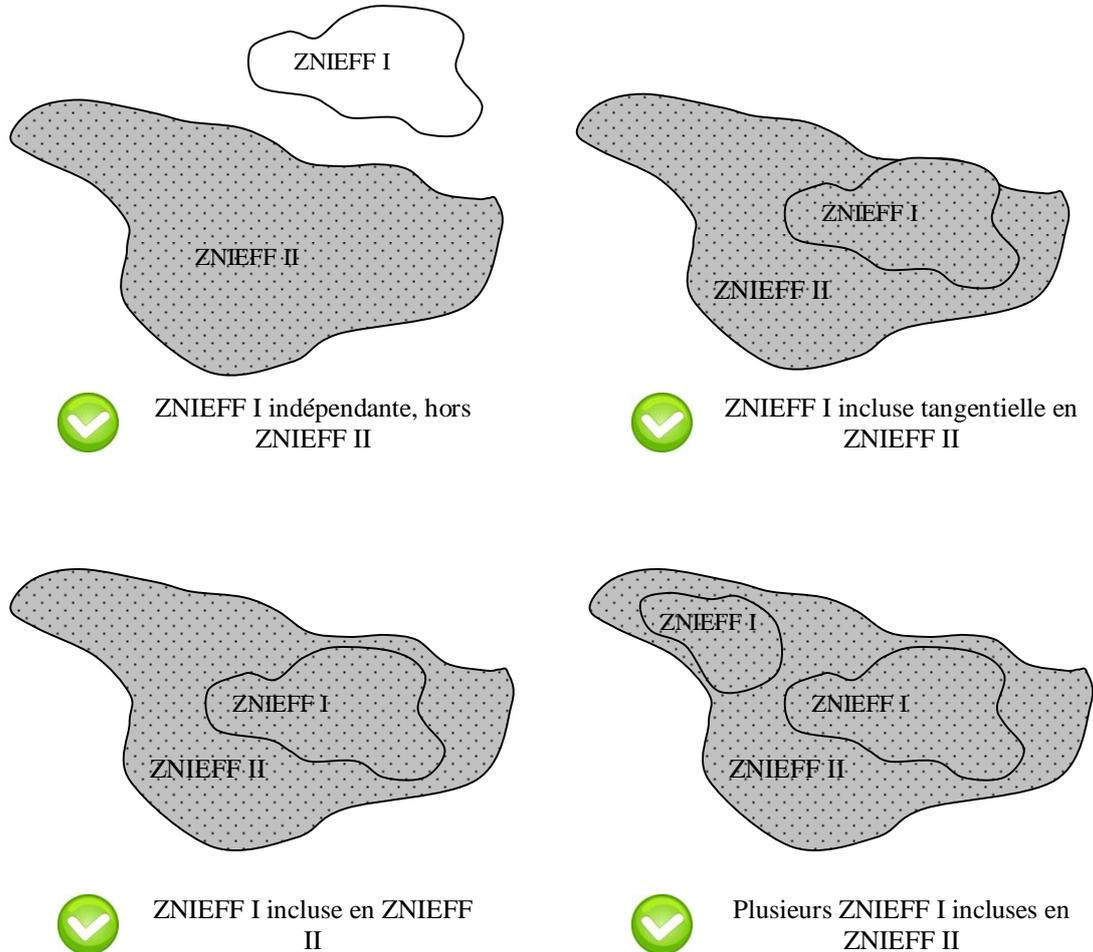 ZNIEFF I
ZNIEFF II
ZNIEFF I indépendante, hors
ZNIEFF II
ZNIEFF I
ZNIEFF II
ZNIEFF I incluse tangentielle en
ZNIEFF II
ZNIEFF I
ZNIEFF II
ZNIEFF I incluse en ZNIEFF
II
ZNIEFF I
ZNIEFF I
ZNIEFF II
Plusieurs ZNIEFF I incluses en
ZNIEFF II